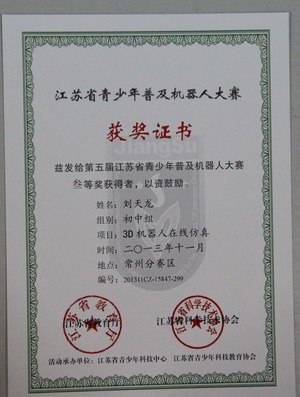 江苏省青少年普及机器人大赛
获奖证书
兹发给第五届江苏省青少年普及机器人大赛
叁等奖获得者，以资鼓励。
姓名：刘天龙
组别：初中组
项目：3D 机器人在线仿真
时间：二〇一三年十一月
地点：常州分赛区
编号：201311CZ-15847-299
江苏省教育厅
江苏省科学技术协会
活动承办单位：江苏省青少年科技中心 江苏省青少年科技教育协会